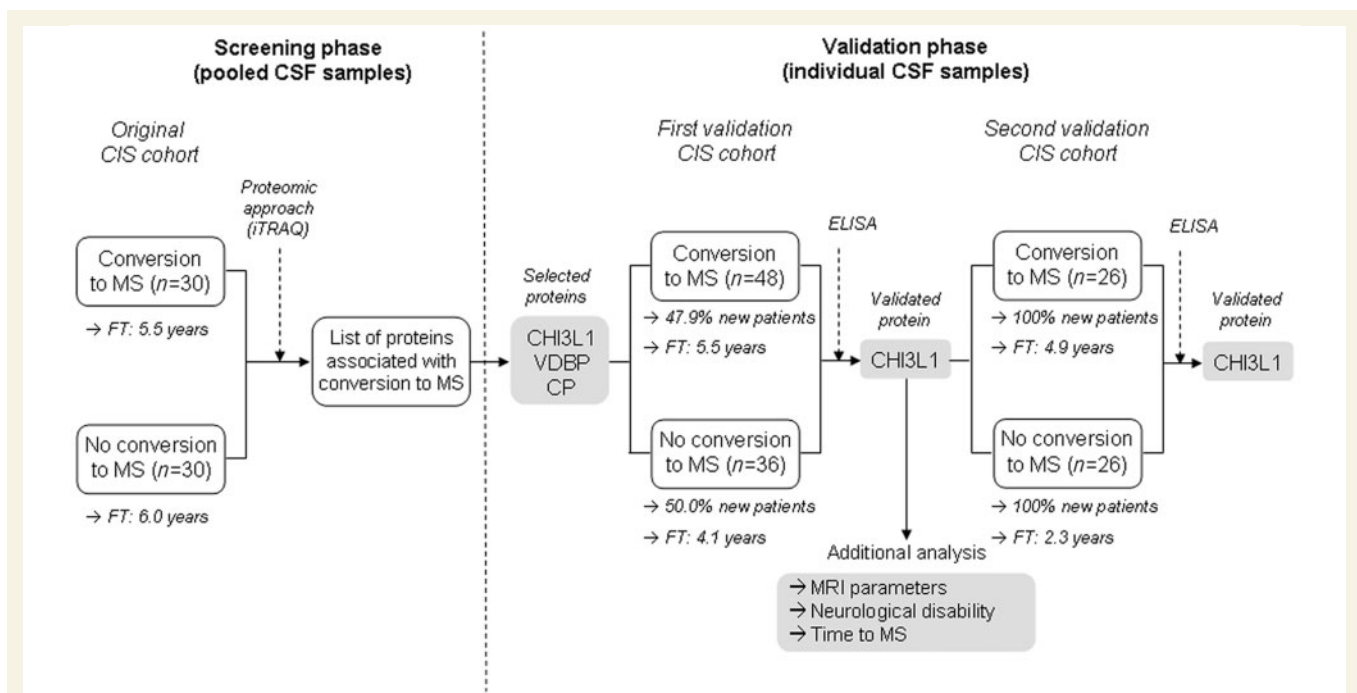 Screening phase
(pooled CSF samples)
Original
CIS cohort
Proteomic
approach
(iTRAQ)
Conversion
to MS (n=30)
→ FT: 5.5 years
No conversion
to MS (n=30)
→ FT: 6.0 years
List of proteins
associated with
conversion to MS
Validation phase
(individual CSF samples)
Selected
proteins
CHI3L1
VDBP
CP
First validation
CIS cohort
ELISA
Conversion
to MS (n=48)
→ 47.9% new patients
→ FT: 5.5 years
No conversion
to MS (n=36)
→ 50.0% new patients
→ FT: 4.1 years
Validated
protein
CHI3L1
Additional analysis
→ MRI parameters
→ Neurological disability
→ Time to MS
Second validation
CIS cohort
ELISA
Conversion
to MS (n=26)
→ 100% new patients
→ FT: 4.9 years
No conversion
to MS (n=26)
→ 100% new patients
→ FT: 2.3 years
Validated
protein
CHI3L1